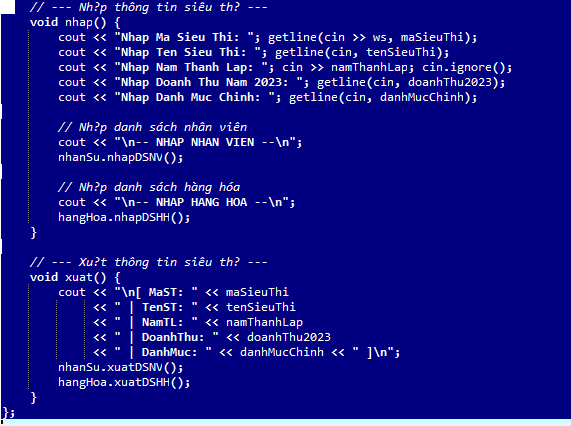 // --- Nh?p thông tin siêu th? ---
void nhap() {
cout << "Nhap Ma Sieu Thi: "; getline(cin >> ws, maSieuThi);
cout << "Nhap Ten Sieu Thi: "; getline(cin, tenSieuThi);
cout << "Nhap Nam Thanh Lap: "; cin >> namThanhLap; cin.ignore();
cout << "Nhap Doanh Thu Nam 2023: "; getline(cin, doanhThu2023);
cout << "Nhap Danh Muc Chinh: "; getline(cin, danhMucChinh);
// Nh?p danh sách nhân viên
cout << "\n-- NHAP NHAN VIEN --\n";
nhanSu.nhapDSNV();
// Nh?p danh sách hàng hóa
cout << "\n-- NHAP HANG HOA --\n";
hangHoa.nhapDSHH();
}
// --- Xu?t thông tin siêu th? ---
void xuat() {
cout << "\n[ MaST: " << maSieuThi
<< " | TenST: " << tenSieuThi
<< " | NamTL: " << namThanhLap
<< " | DoanhThu: " << doanhThu2023
<< " | DanhMuc: " << danhMucChinh << " ]\n";
nhanSu.xuatDSNV();
hangHoa.xuatDSHH();
}
};